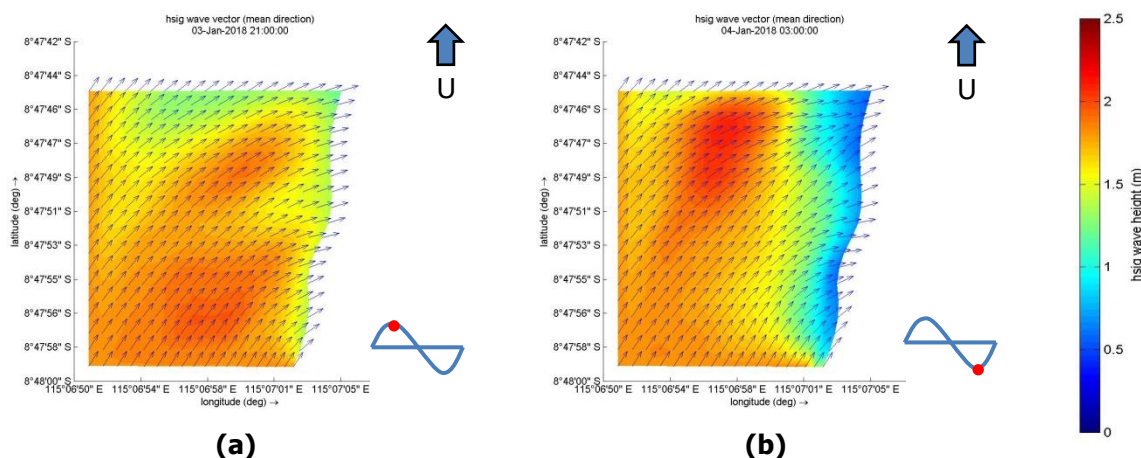 hsig wave vector (mean direction)
03-Jan-2018 21:00:00
8°47'42" S
8°47'44" S
8°47'46" S
8°47'47" S
8°47'49" S
8°47'51" S
8°47'53" S
8°47'55" S
8°47'56" S
8°47'58" S
8°48'00" S
latitude (deg) →
115°06'50" E
115°06'54" E
115°06'58" E
115°07'01" E
115°07'05" E
longitude (deg) →
U
(a)
hsig wave vector (mean direction)
04-Jan-2018 03:00:00
8°47'42" S
8°47'44" S
8°47'46" S
8°47'47" S
8°47'49" S
8°47'51" S
8°47'53" S
8°47'55" S
8°47'56" S
8°47'58" S
8°48'00" S
latitude (deg) →
115°06'50" E
115°06'54" E
115°06'58" E
115°07'01" E
115°07'05" E
longitude (deg) →
U
(b)
2.5
2
1.5
1
0.5
0
hsig wave height (m)